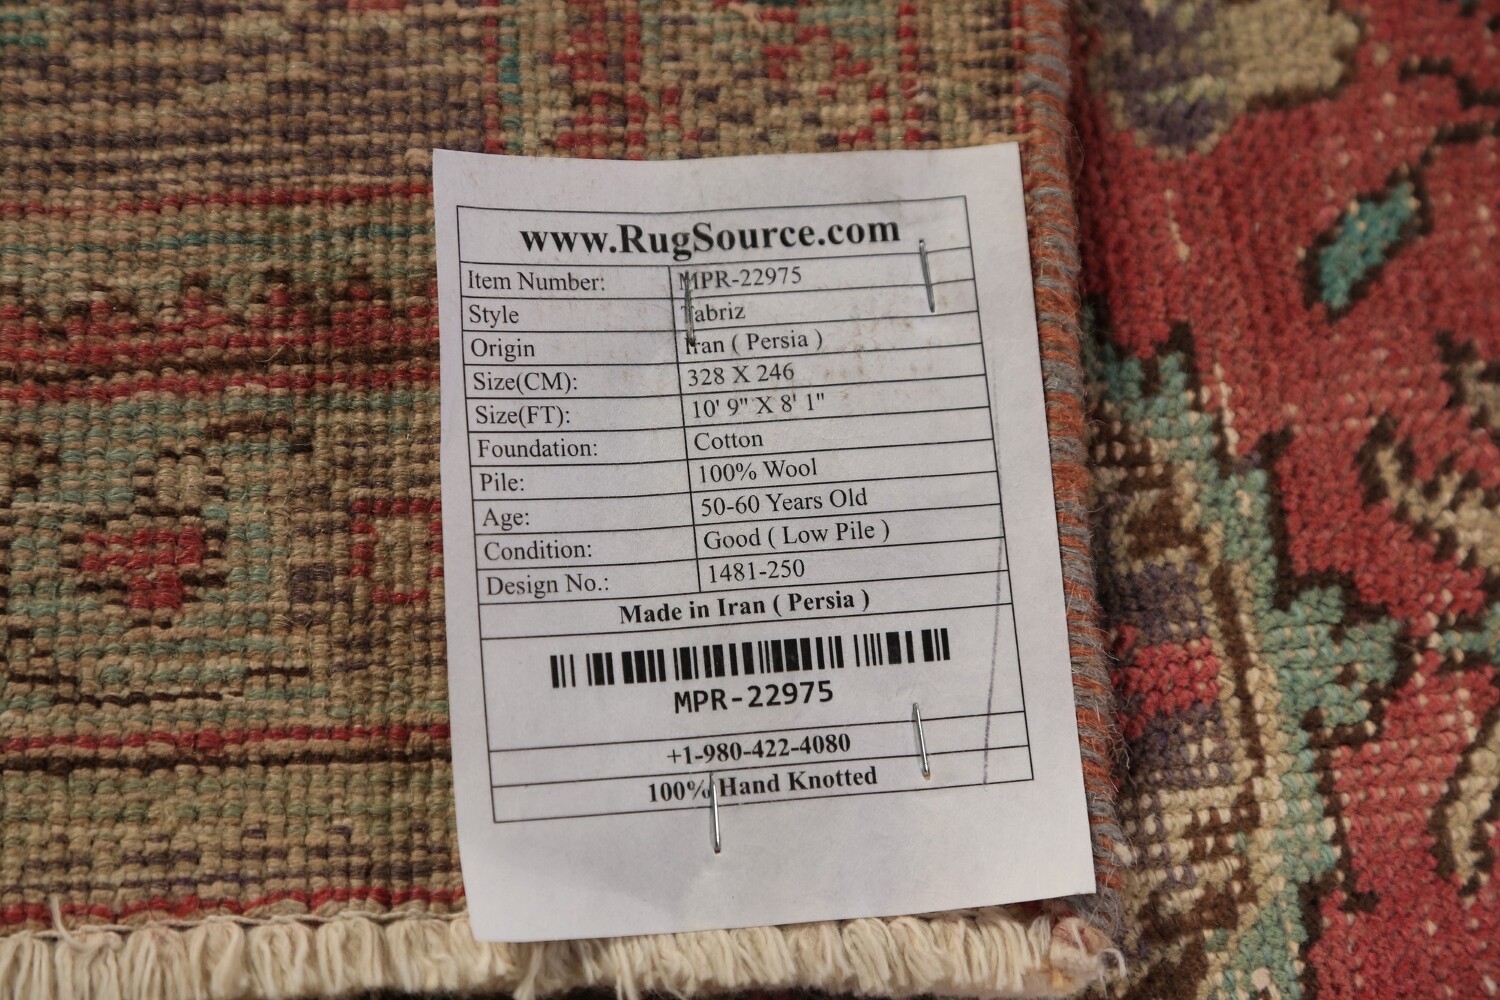 www.RugSource.com
Item Number: MPR-22975
Style Tabriz
Origin Iran ( Persia )
Size(CM): 328 X 246
Size(FT): 10' 9" X 8' 1"
Foundation: Cotton
Pile: 100% Wool
Age: 50-60 Years Old
Condition: Good ( Low Pile )
Design No.: 1481-250
Made in Iran ( Persia )
MPR-22975
+1-980-422-4080
100% Hand Knotted